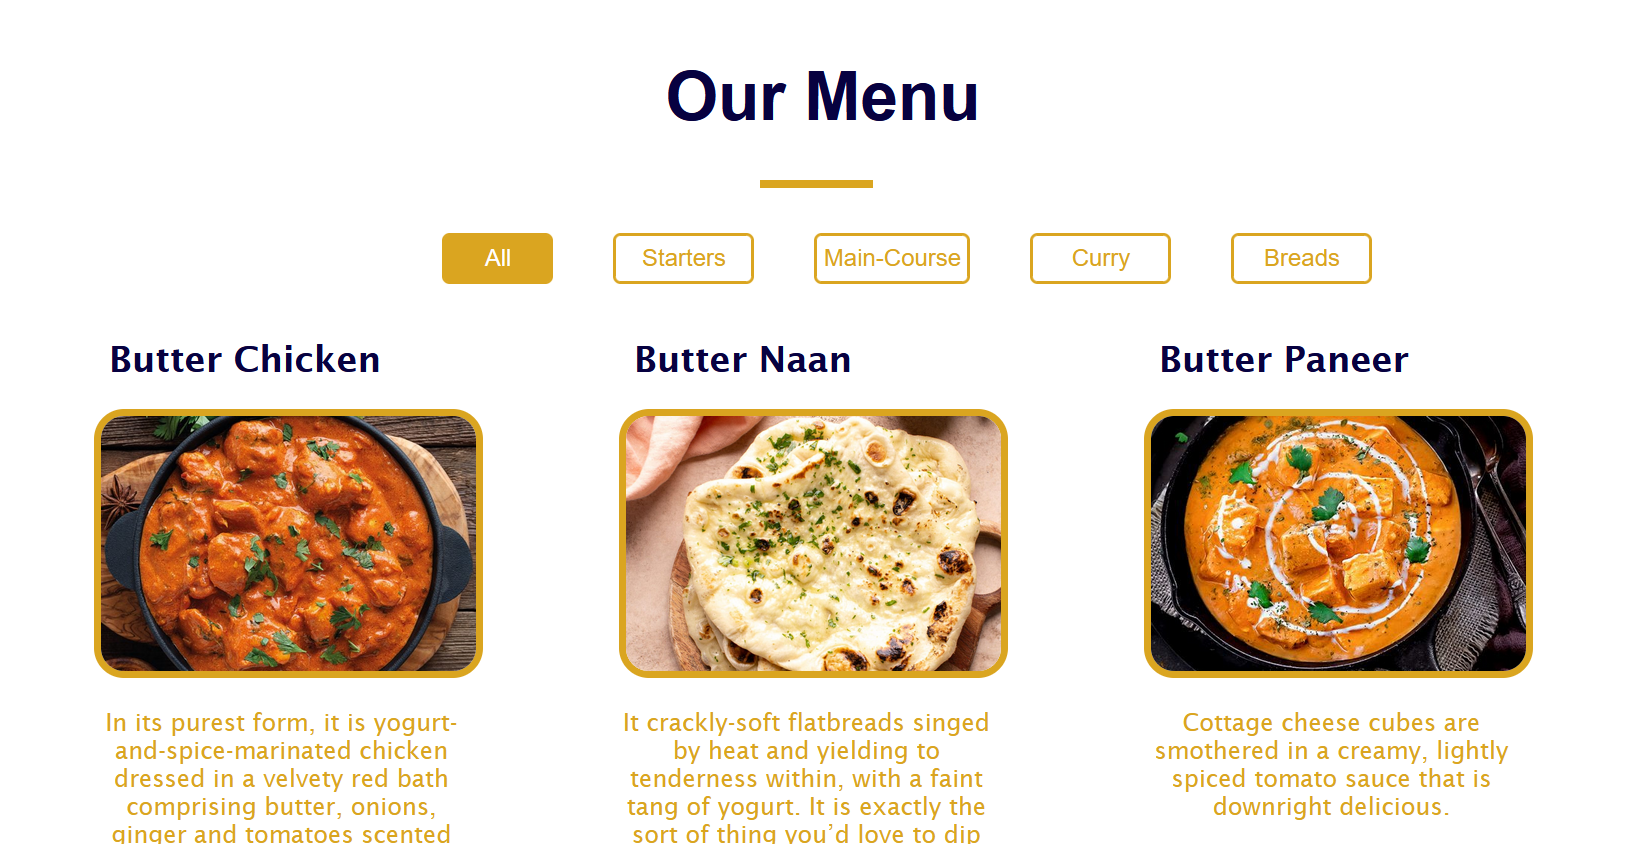 Our Menu
All Starters Main-Course Curry Breads
Butter Chicken
In its purest form, it is yogurt-
and-spice-marinated chicken
dressed in a velvety red bath
comprising butter, onions,
ginger and tomatoes scented
Butter Naan
It crackly-soft flatbreads singed
by heat and yielding to
tenderness within, with a faint
tang of yogurt. It is exactly the
sort of thing you’d love to dip
Butter Paneer
Cottage cheese cubes are
smothered in a creamy, lightly
spiced tomato sauce that is
downright delicious.